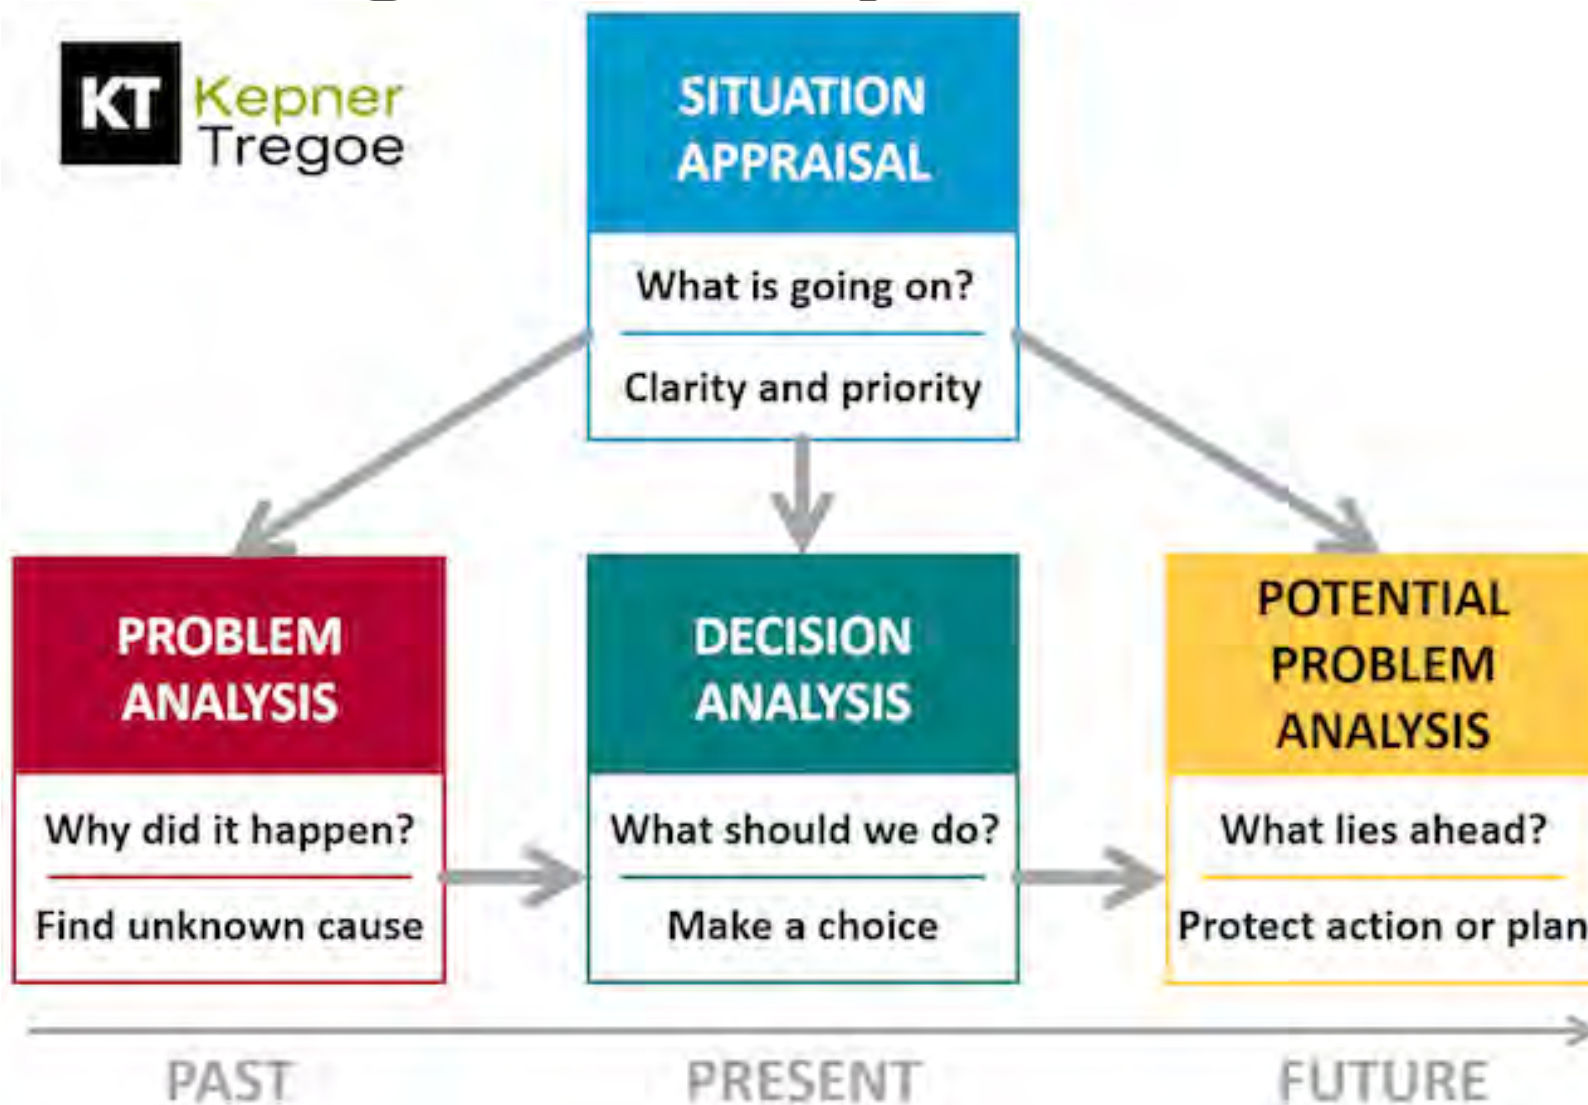 KT Kepner
Tregoe
SITUATION
APPRAISAL
What is going on?
Clarity and priority
PROBLEM
ANALYSIS
Why did it happen?
Find unknown cause
DECISION
ANALYSIS
What should we do?
Make a choice
POTENTIAL
PROBLEM
ANALYSIS
What lies ahead?
Protect action or plan
PAST
PRESENT
FUTURE